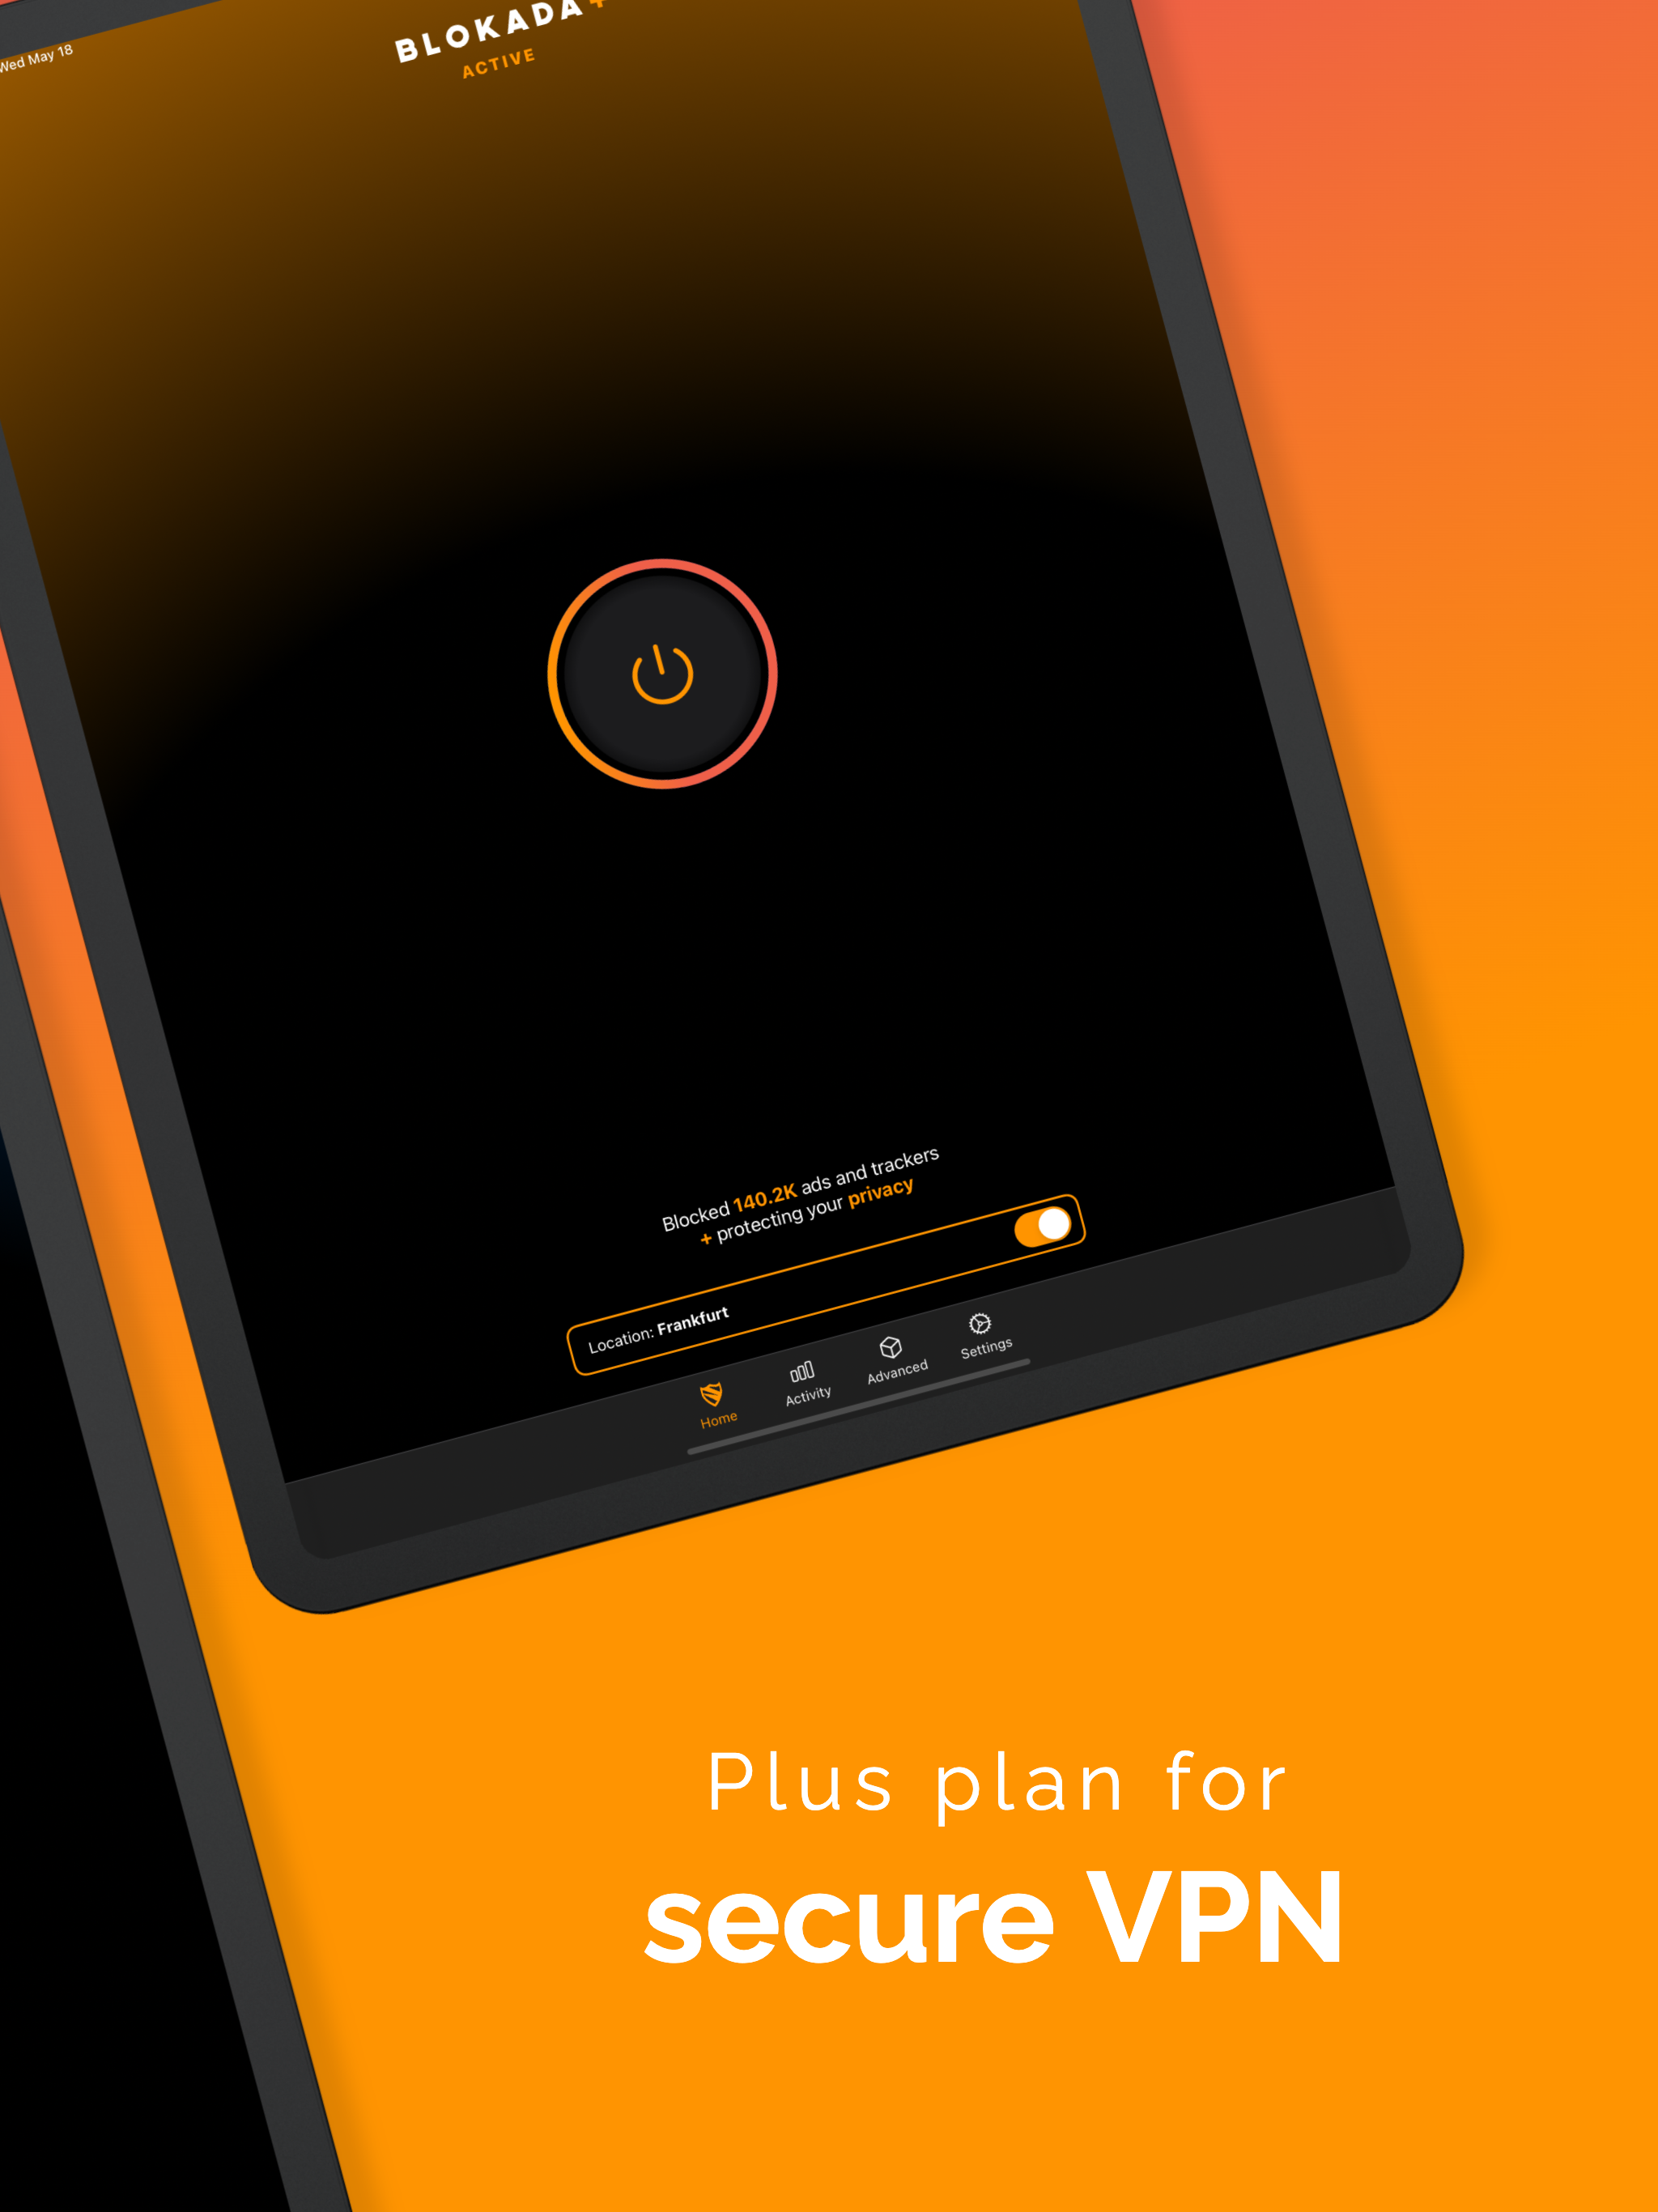 Wed May 18
BLOKADA+
ACTIVE
Blocked 140.2K ads and trackers
+ protecting your privacy
Location: Frankfurt
Home
Activity
Advanced
Settings
Plus plan for
secure VPN